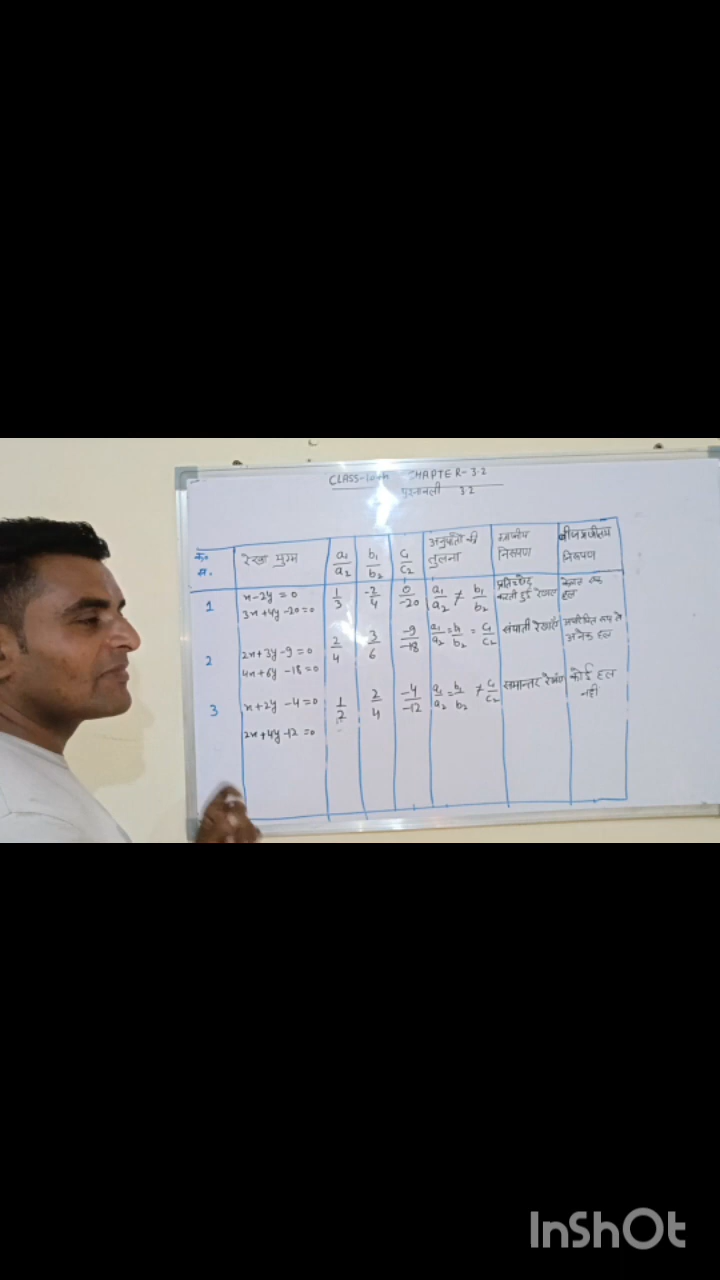 CLASS-10th CHAPTER-3.2
प्रश्नावली 3.2
क्र०
स.
रेखा युग्म
a₁/a₂
b₁/b₂
c₁/c₂
अनुपातों की
तुलना
ग्राफीय
निरूपण
बीजगणितीय
निरूपण
1
x-2y=0
3x+4y-20=0
1/3
-2/4
0/-20
a₁/a₂ ≠ b₁/b₂
प्रतिच्छेद
करती हुई रेखाएं
केवल एक
हल
2
2x+3y-9=0
4x+6y-18=0
2/4
3/6
-9/-18
a₁/a₂ = b₁/b₂ = c₁/c₂
संपाती रेखाएँ
अपरिमित रूप से
अनेक हल
3
x+2y-4=0
2x+4y-12=0
1/2
2/4
-4/-12
a₁/a₂ = b₁/b₂ ≠ c₁/c₂
समान्तर रेखाएं
कोई हल
नही
InShOt